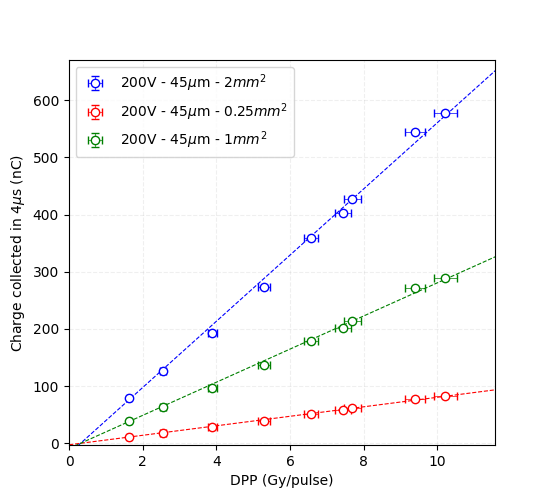 200V - 45μm - 2mm²
200V - 45μm - 0.25mm²
200V - 45μm - 1mm²
Charge collected in 4μs (nC)
600
500
400
300
200
100
0
0 2 4 6 8 10
DPP (Gy/pulse)